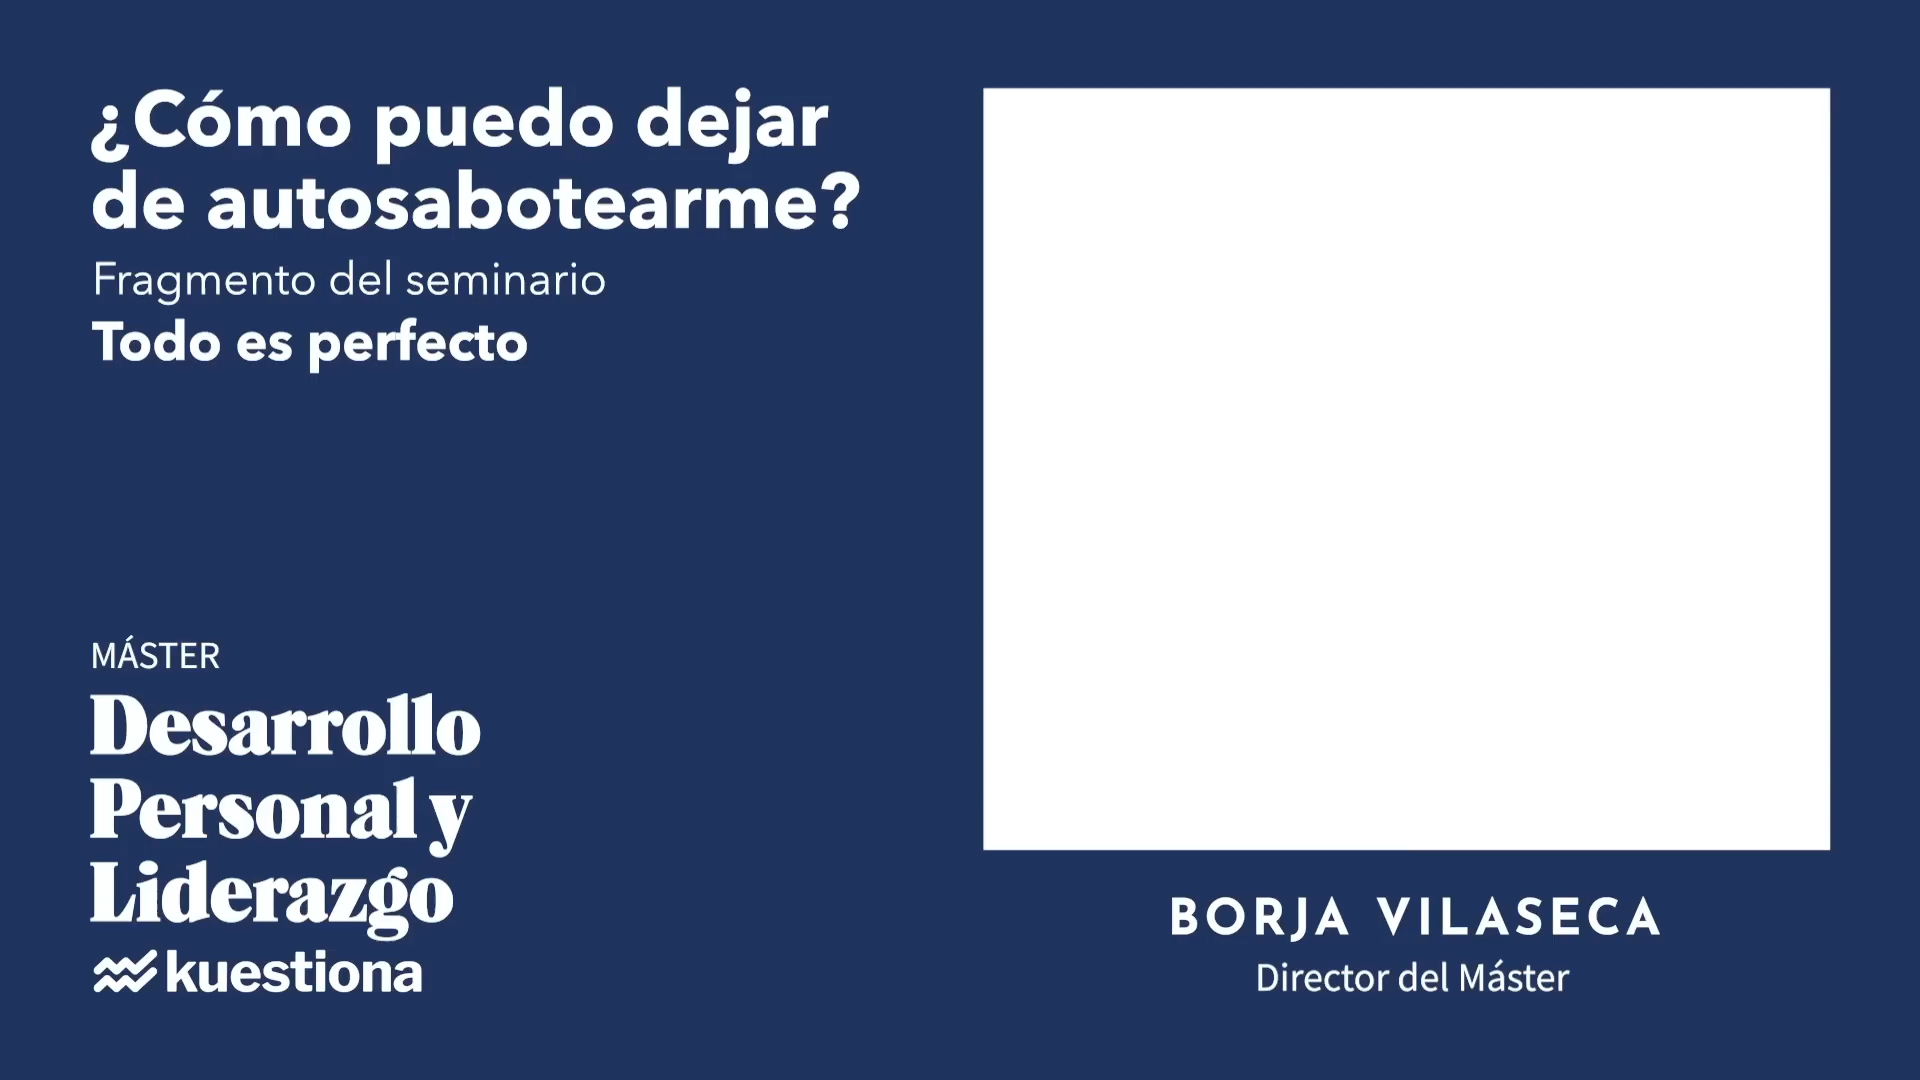 ¿Cómo puedo dejar
de autosabotearme?
Fragmento del seminario
Todo es perfecto
MÁSTER
Desarrollo
Personal y
Liderazgo
kuestiona
BORJA VILASECA
Director del Máster